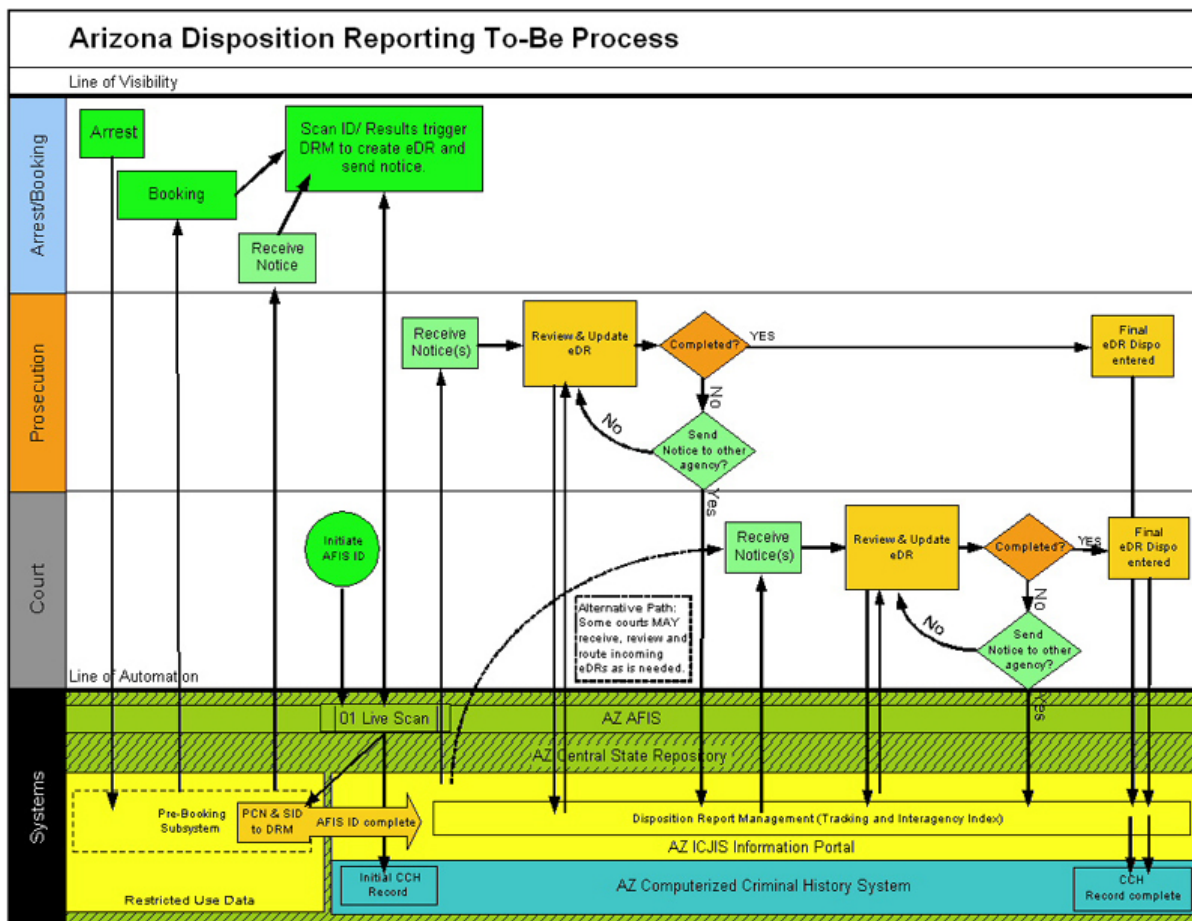 Arizona Disposition Reporting To-Be Process
Line of Visibility
Arrest/Booking
Arrest
Booking
Scan ID/ Results trigger
DRM to create eDR and
send notice.
Receive
Notice
Prosecution
Receive
Notice(s)
Review & Update
eDR
Completed?
YES
No
Send
Notice to other
agency?
No
Yes
Final
eDR Dispo
entered
Court
Initiate
AFIS ID
Receive
Notice(s)
Review & Update
eDR
Completed?
YES
No
Send
Notice to other
agency?
No
Yes
Final
eDR Dispo
entered
Alternative Path:
Some courts MAY
receive, review and
route incoming
eDRs as is needed.
Line of Automation
Systems
01 Live Scan
AZ AFIS
AZ Central State Repository
Pre-Booking
Subsystem
PCN & SID
to DRM
AFIS ID complete
Disposition Report Management (Tracking and Interagency Index)
AZ ICJIS Information Portal
Restricted Use Data
Initial CCH
Record
AZ Computerized Criminal History System
CCH
Record complete